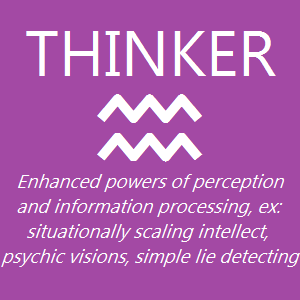 THINKER
Enhanced powers of perception
and information processing, ex:
situationally scaling intellect,
psychic visions, simple lie detecting